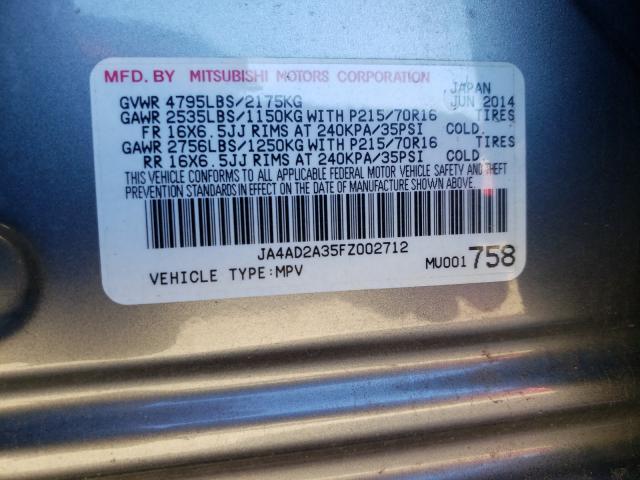 MFD. BY MITSUBISHI MOTORS CORPORATION JAPAN
GVWR 4795LBS/2175KG JUN 2014
GAWR 2535LBS/1150KG WITH P215/70R16 TIRES
FR 16X6.5JJ RIMS AT 240KPA/35PSI COLD.
GAWR 2756LBS/1250KG WITH P215/70R16 TIRES
RR 16X6.5JJ RIMS AT 240KPA/35PSI COLD.
THIS VEHICLE CONFORMS TO ALL APPLICABLE FEDERAL MOTOR VEHICLE SAFETY AND THEFT
PREVENTION STANDARDS IN EFFECT ON THE DATE OF MANUFACTURE SHOWN ABOVE.
JA4AD2A35FZ002712
VEHICLE TYPE:MPV MU001758